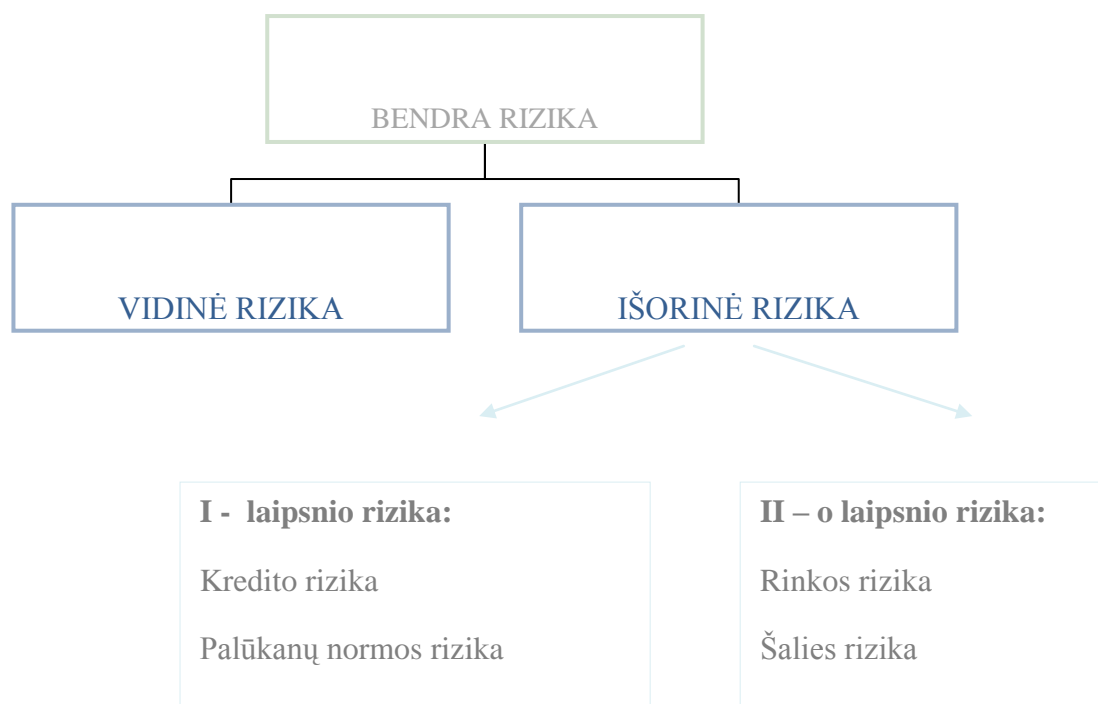 BENDRA RIZIKA
VIDINĖ RIZIKA
IŠORINĖ RIZIKA
I - laipsnio rizika:
Kredito rizika
Palūkanų normos rizika
II – o laipsnio rizika:
Rinkos rizika
Šalies rizika